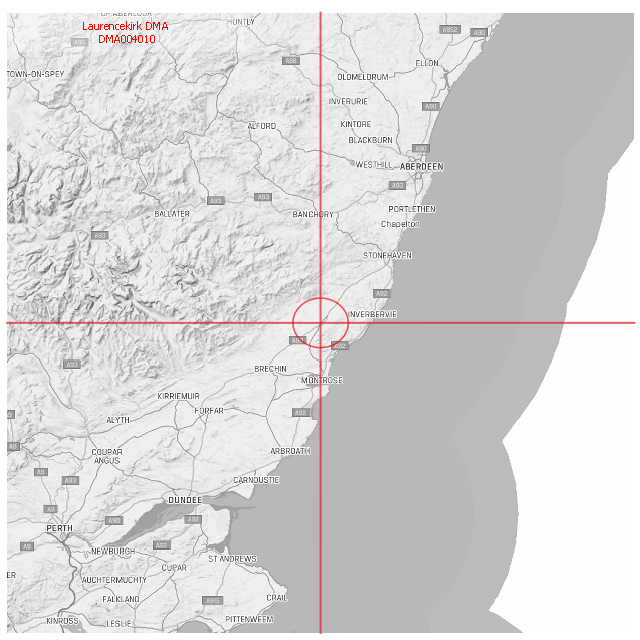 OF ABERLOUR
HUNTLY
Laurencekirk DMA
DMA004010
A952
A90
A95
A96
ELLON
TOWN-ON-SPEY
OLDMELDRUM
INVERURIE
A90
KINTORE
ALFORD
BLACKBURN
A90
WESTHILL
ABERDEEN
A93
A93
A93
PORTLETHEN
BALLATER
BANCHORY
Chapelton
A93
STONEHAVEN
A92
INVERBERVIE
A92
A93
BRECHIN
MONTROSE
KIRRIEMUIR
FORFAR
A92
ALYTH
A9
COUPAR
ANGUS
ARBROATH
A9
A93
CARNOUSTIE
DUNDEE
A9
A90
A92
PERTH
A9
NEWBURGH
A92
ST ANDREWS
CUPAR
ER
AUCHTERMUCHTY
FALKLAND
A915
CRAIL
KINROSS
LESLIE
PITTENWEEM